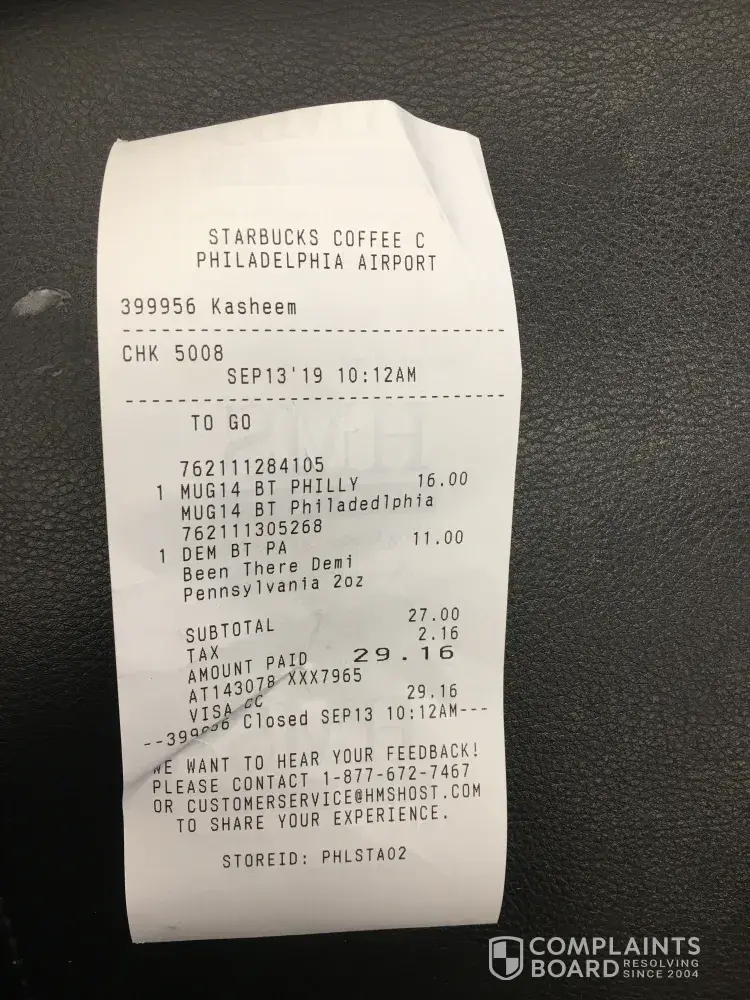 STARBUCKS COFFEE C
PHILADELPHIA AIRPORT
399956 Kasheem
CHK 5008
SEP13'19 10:12AM
TO GO
762111284105
1 MUG14 BT PHILLY 16.00
MUG14 BT Philadedlphia
762111305268
1 DEM BT PA 11.00
Been There Demi
Pennsylvania 2oz
SUBTOTAL 27.00
TAX 2.16
AMOUNT PAID 29.16
AT143078 XXX7965
VISA CC 29.16
--399956 Closed SEP13 10:12AM---
WE WANT TO HEAR YOUR FEEDBACK!
PLEASE CONTACT 1-877-672-7467
OR CUSTOMERSERVICE@HMSHOST.COM
TO SHARE YOUR EXPERIENCE.
STOREID: PHLSTA02
COMPLAINTS
BOARD RESOLVING
SINCE 2004